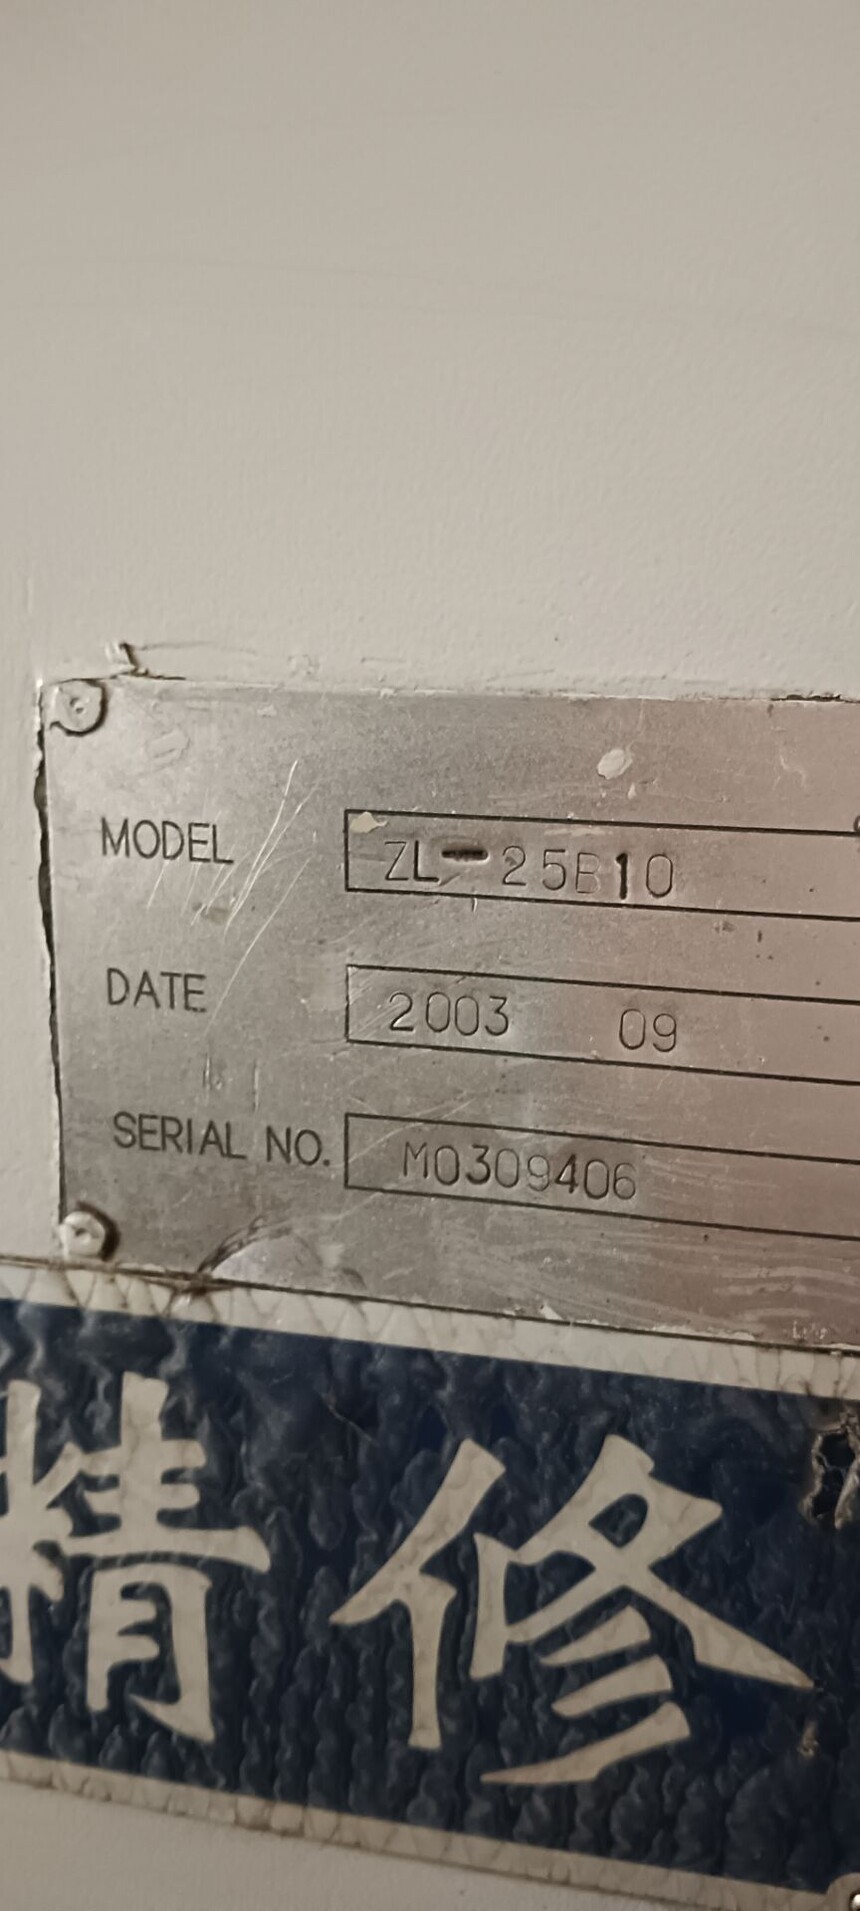 MODEL ZL-25B10
DATE 2003 09
SERIAL NO. M0309406
精修